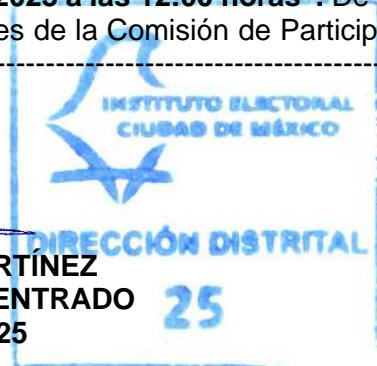 2025 a las 12:00 horas". De
es de la Comisión de Particip
INSTITUTO ELECTORAL
CIUDAD DE MÉXICO
DIRECCIÓN DISTRITAL
25
RTÍNEZ
ENTRADO
25